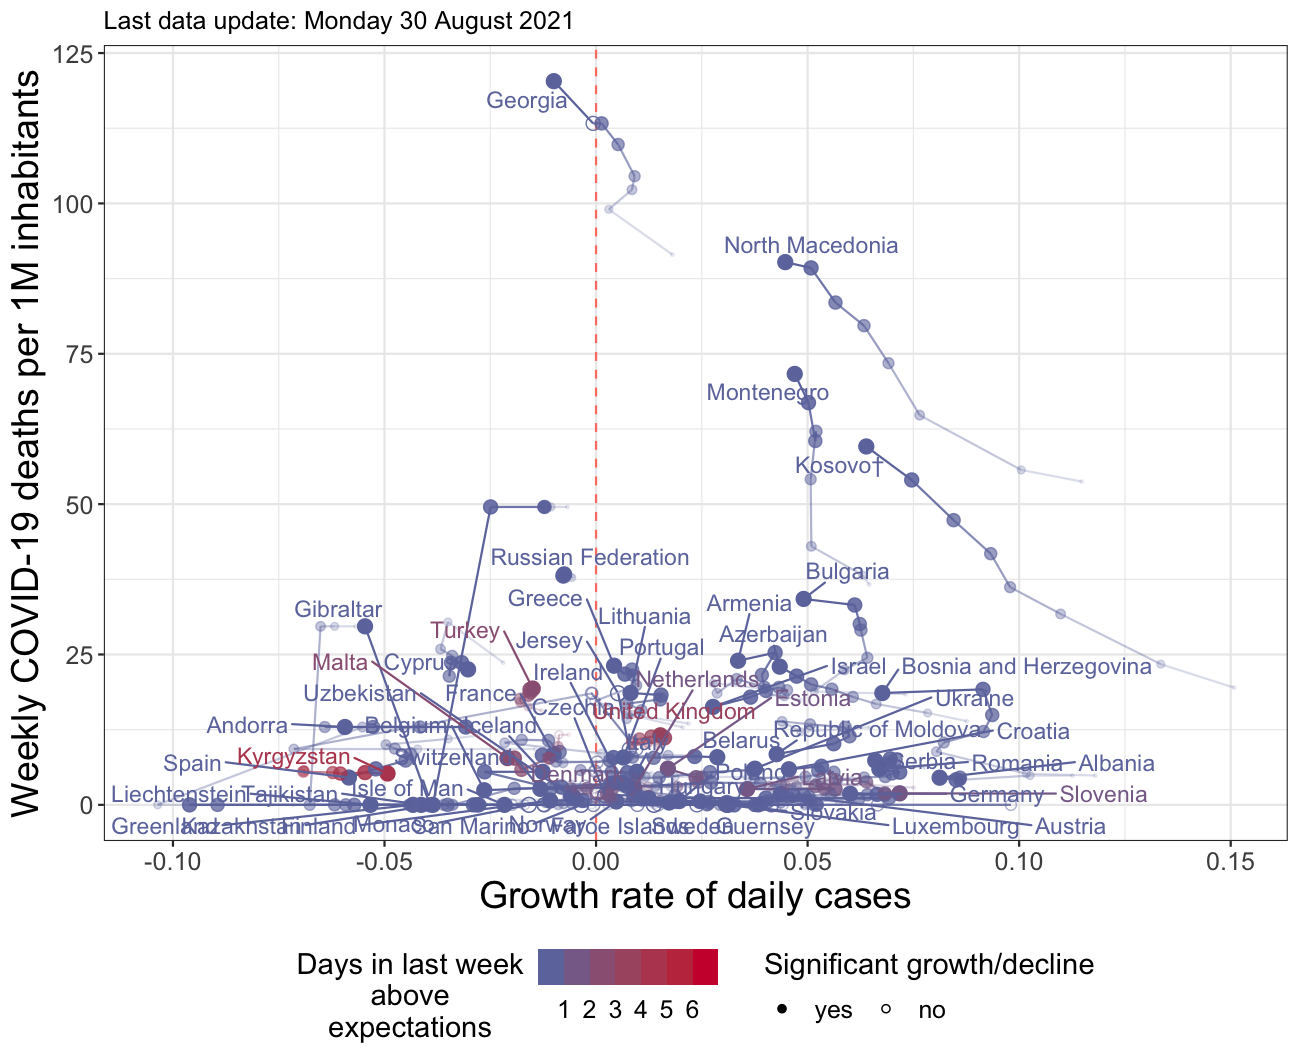 Last data update: Monday 30 August 2021
Weekly COVID-19 deaths per 1M inhabitants
125
100
75
50
25
0
Georgia
North Macedonia
Montenegro
Kosovo†
Russian Federation
Bulgaria
Greece
Armenia
Gibraltar
Lithuania
Turkey
Jersey
Azerbaijan
Portugal
Malta
Cyprus
Ireland
Netherlands
Israel
Bosnia and Herzegovina
Uzbekistan
France
Estonia
Ukraine
Czechia
United Kingdom
Andorra
Belgium
Iceland
Republic of Moldova
Croatia
Italy
Belarus
Spain
Kyrgyzstan
Switzerland
Serbia
Romania
Albania
Denmark
Poland
Latvia
Liechtenstein
Tajikistan
Isle of Man
Hungary
Germany
Slovenia
Slovakia
Greenland
Kazakhstan
Finland
Monaco
San Marino
Norway
Faroe Islands
Sweden
Guernsey
Luxembourg
Austria
-0.10
-0.05
0.00
0.05
0.10
0.15
Growth rate of daily cases
Days in last week
above
expectations
1 2 3 4 5 6
Significant growth/decline
yes
no